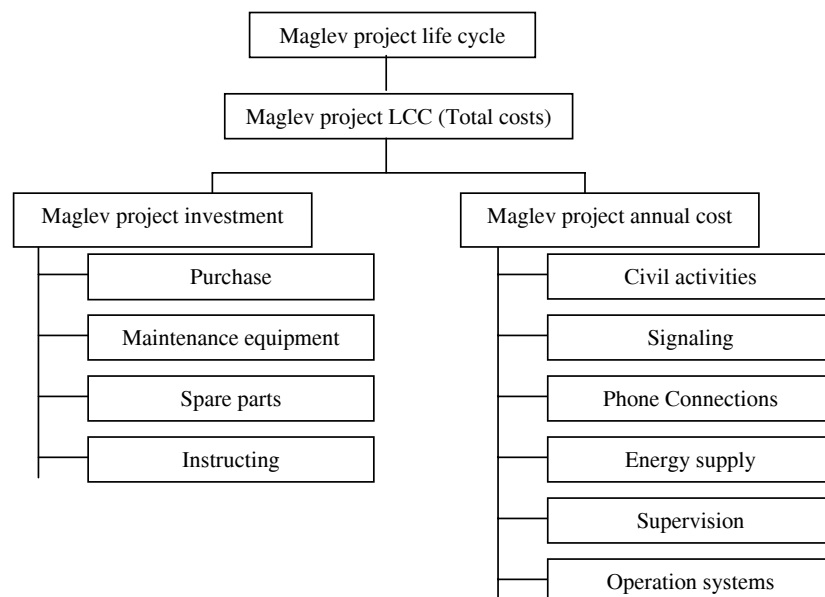 Maglev project life cycle
Maglev project LCC (Total costs)
Maglev project investment
Purchase
Maintenance equipment
Spare parts
Instructing
Maglev project annual cost
Civil activities
Signaling
Phone Connections
Energy supply
Supervision
Operation systems